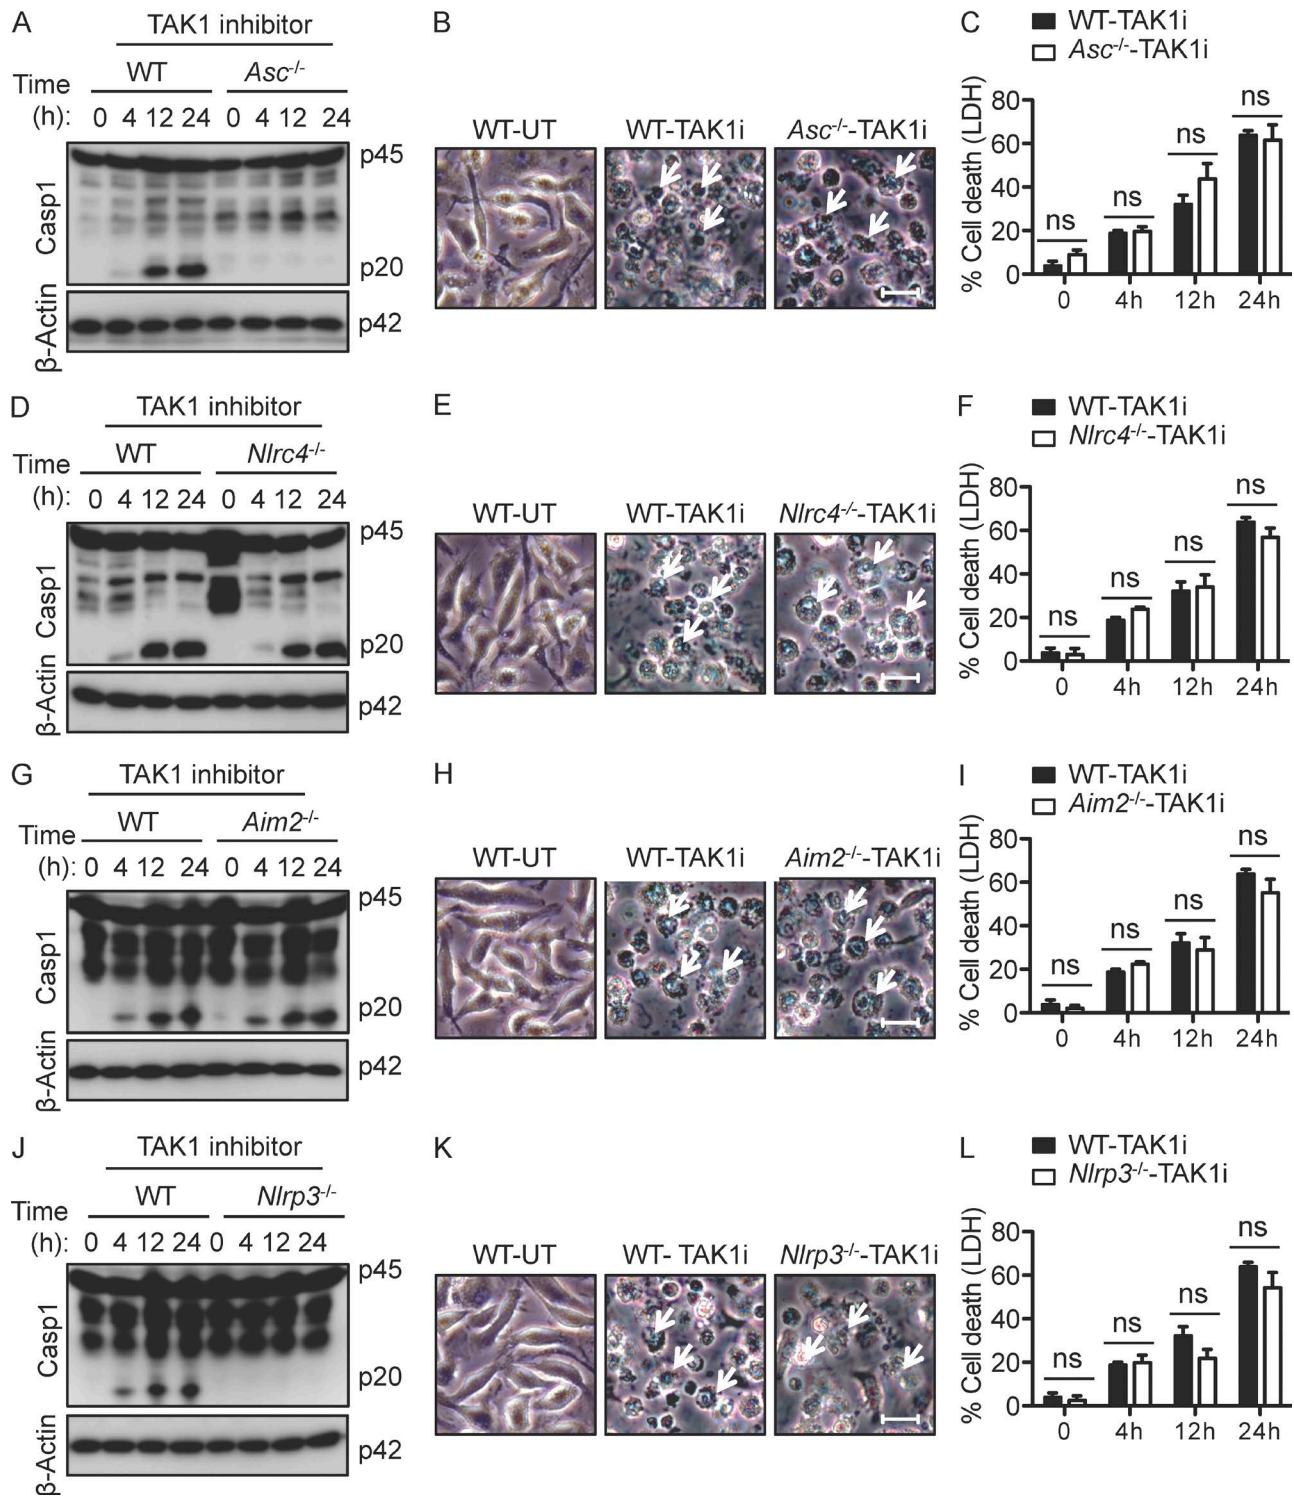 A
TAK1 inhibitor
WT Asc-/-
Time
(h): 0 4 12 24 0 4 12 24
Casp1
p45
p20
β-Actin
p42
B
WT-UT WT-TAK1i Asc-/--TAK1i
C
WT-TAK1i
Asc-/--TAK1i
% Cell death (LDH)
80
60
40
20
0
ns ns ns ns
0 4h 12h 24h
D
TAK1 inhibitor
WT Nlrc4-/-
Time
(h): 0 4 12 24 0 4 12 24
Casp1
p45
p20
β-Actin
p42
E
WT-UT WT-TAK1i Nlrc4-/--TAK1i
F
WT-TAK1i
Nlrc4-/--TAK1i
% Cell death (LDH)
80
60
40
20
0
ns ns ns ns
0 4h 12h 24h
G
TAK1 inhibitor
WT Aim2-/-
Time
(h): 0 4 12 24 0 4 12 24
Casp1
p45
p20
β-Actin
p42
H
WT-UT WT-TAK1i Aim2-/--TAK1i
I
WT-TAK1i
Aim2-/--TAK1i
% Cell death (LDH)
80
60
40
20
0
ns ns ns ns
0 4h 12h 24h
J
TAK1 inhibitor
WT Nlrp3-/-
Time
(h): 0 4 12 24 0 4 12 24
Casp1
p45
p20
β-Actin
p42
K
WT-UT WT- TAK1i Nlrp3-/--TAK1i
L
WT-TAK1i
Nlrp3-/--TAK1i
% Cell death (LDH)
80
60
40
20
0
ns ns ns ns
0 4h 12h 24h